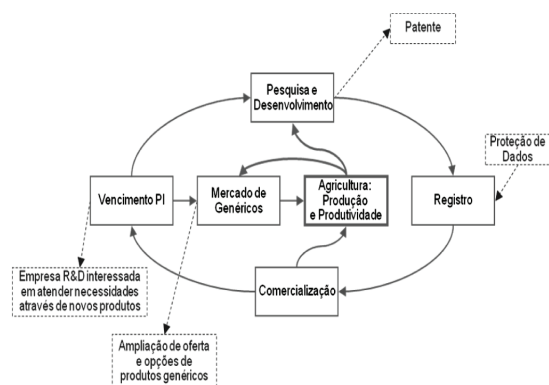 Patente
Pesquisa e
Desenvolvimento
Proteção de
Dados
Vencimento PI
Mercado de
Genéricos
Agricultura:
Produção
e Produtividade
Registro
Empresa R&D interessada
em atender necessidades
através de novos produtos
Comercialização
Ampliação de oferta
e opções de
produtos genéricos